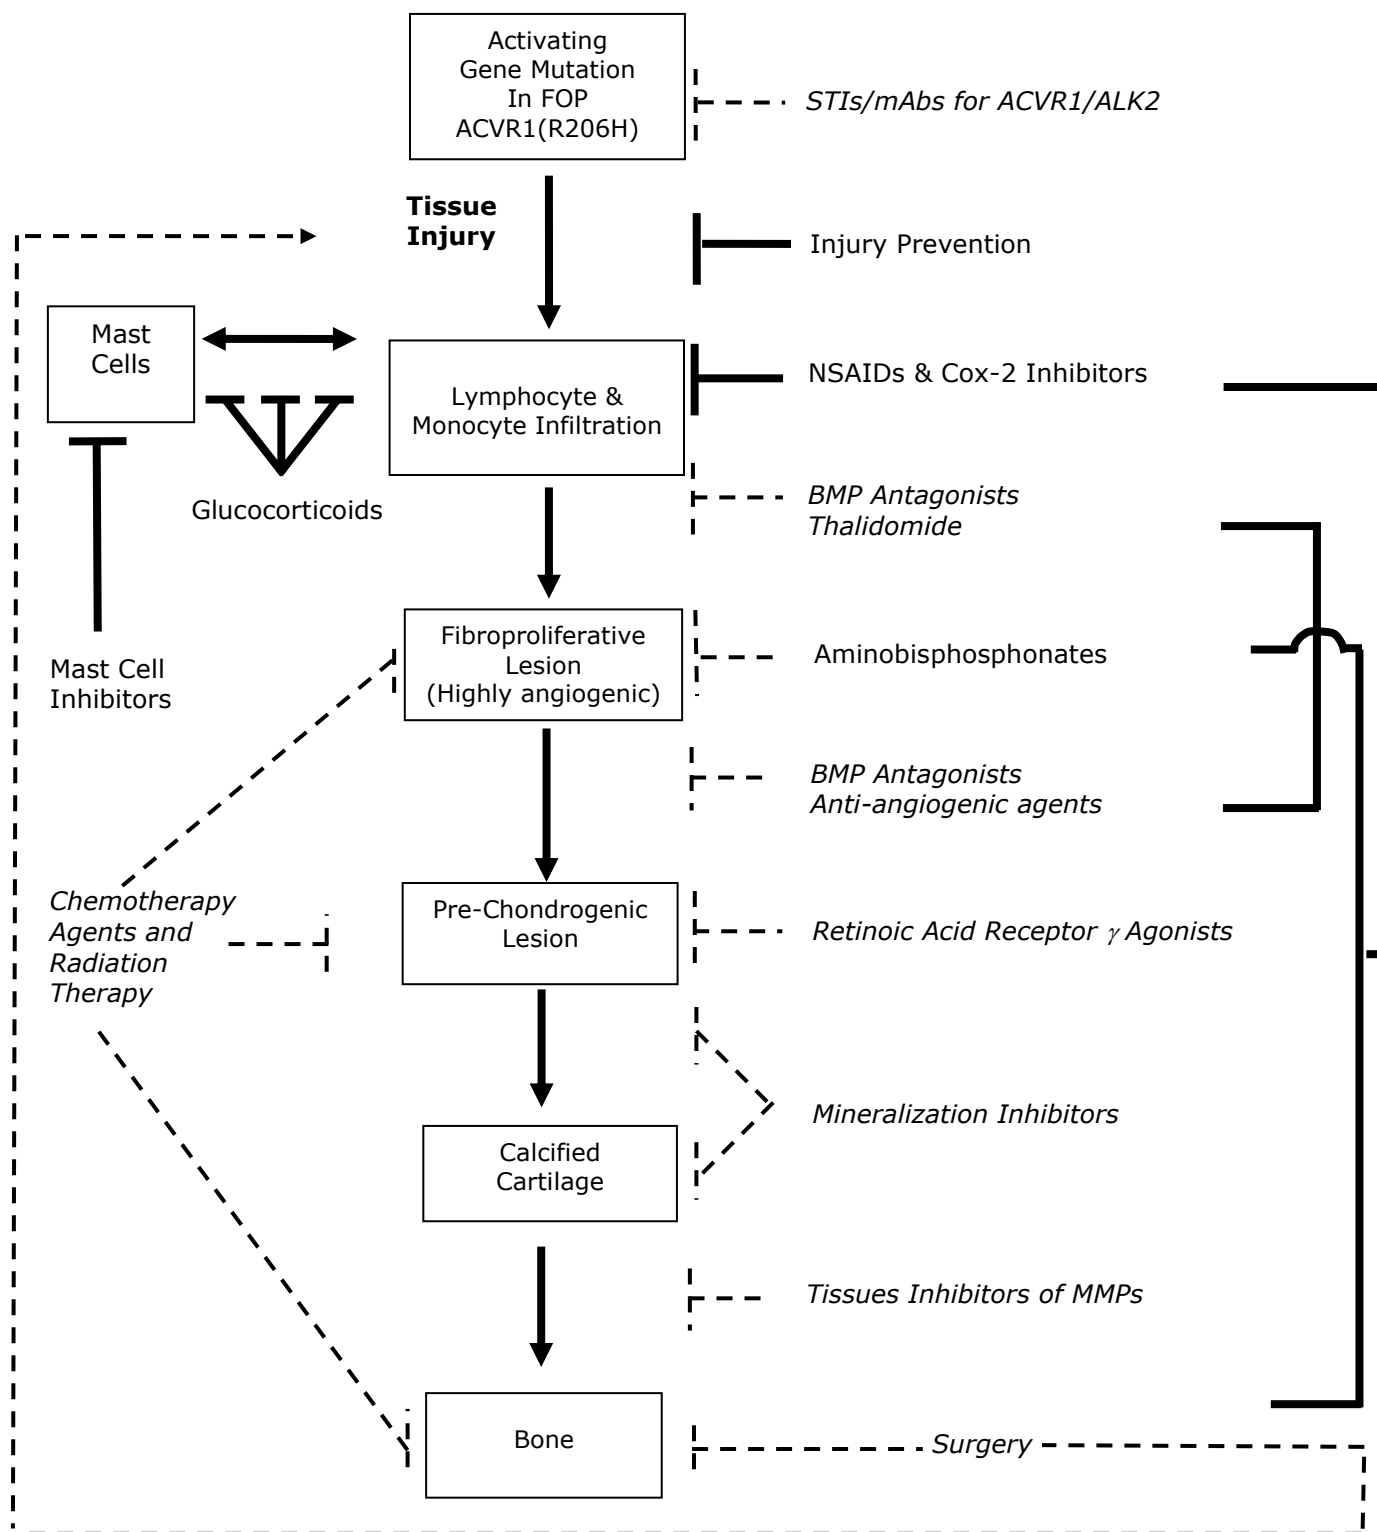 Activating
Gene Mutation
In FOP
ACVR1(R206H)
STIs/mAbs for ACVR1/ALK2
Tissue
Injury
Injury Prevention
Mast
Cells
Lymphocyte &
Monocyte Infiltration
NSAIDs & Cox-2 Inhibitors
Glucocorticoids
BMP Antagonists
Thalidomide
Mast Cell
Inhibitors
Fibroproliferative
Lesion
(Highly angiogenic)
Aminobisphosphonates
BMP Antagonists
Anti-angiogenic agents
Chemotherapy
Agents and
Radiation
Therapy
Pre-Chondrogenic
Lesion
Retinoic Acid Receptor γ Agonists
Mineralization Inhibitors
Calcified
Cartilage
Tissues Inhibitors of MMPs
Bone
Surgery